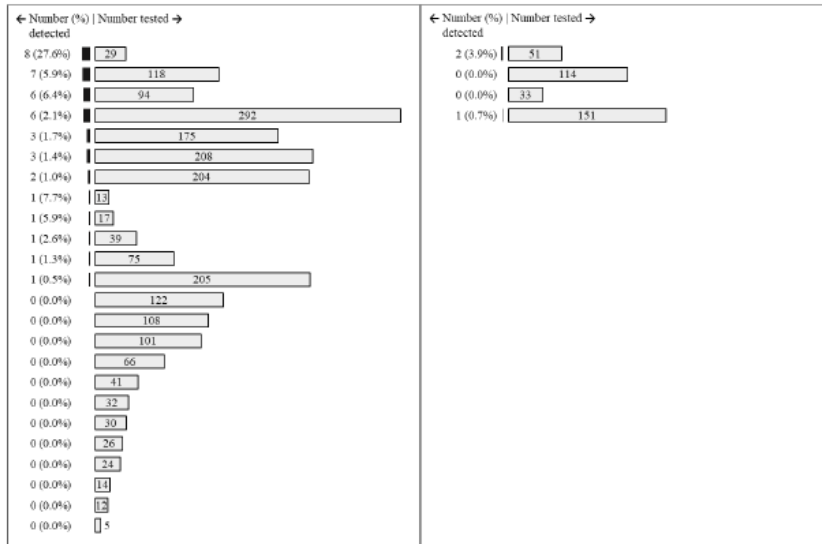 ← Number (%) | Number tested →
detected
8 (27.6%) 29
7 (5.9%) 118
6 (6.4%) 94
6 (2.1%) 292
3 (1.7%) 175
3 (1.4%) 208
2 (1.0%) 204
1 (7.7%) 13
1 (5.9%) 17
1 (2.6%) 39
1 (1.3%) 75
1 (0.5%) 205
0 (0.0%) 122
0 (0.0%) 108
0 (0.0%) 101
0 (0.0%) 66
0 (0.0%) 41
0 (0.0%) 32
0 (0.0%) 30
0 (0.0%) 26
0 (0.0%) 24
0 (0.0%) 14
0 (0.0%) 12
0 (0.0%) 5
← Number (%) | Number tested →
detected
2 (3.9%) 51
0 (0.0%) 114
0 (0.0%) 33
1 (0.7%) 151